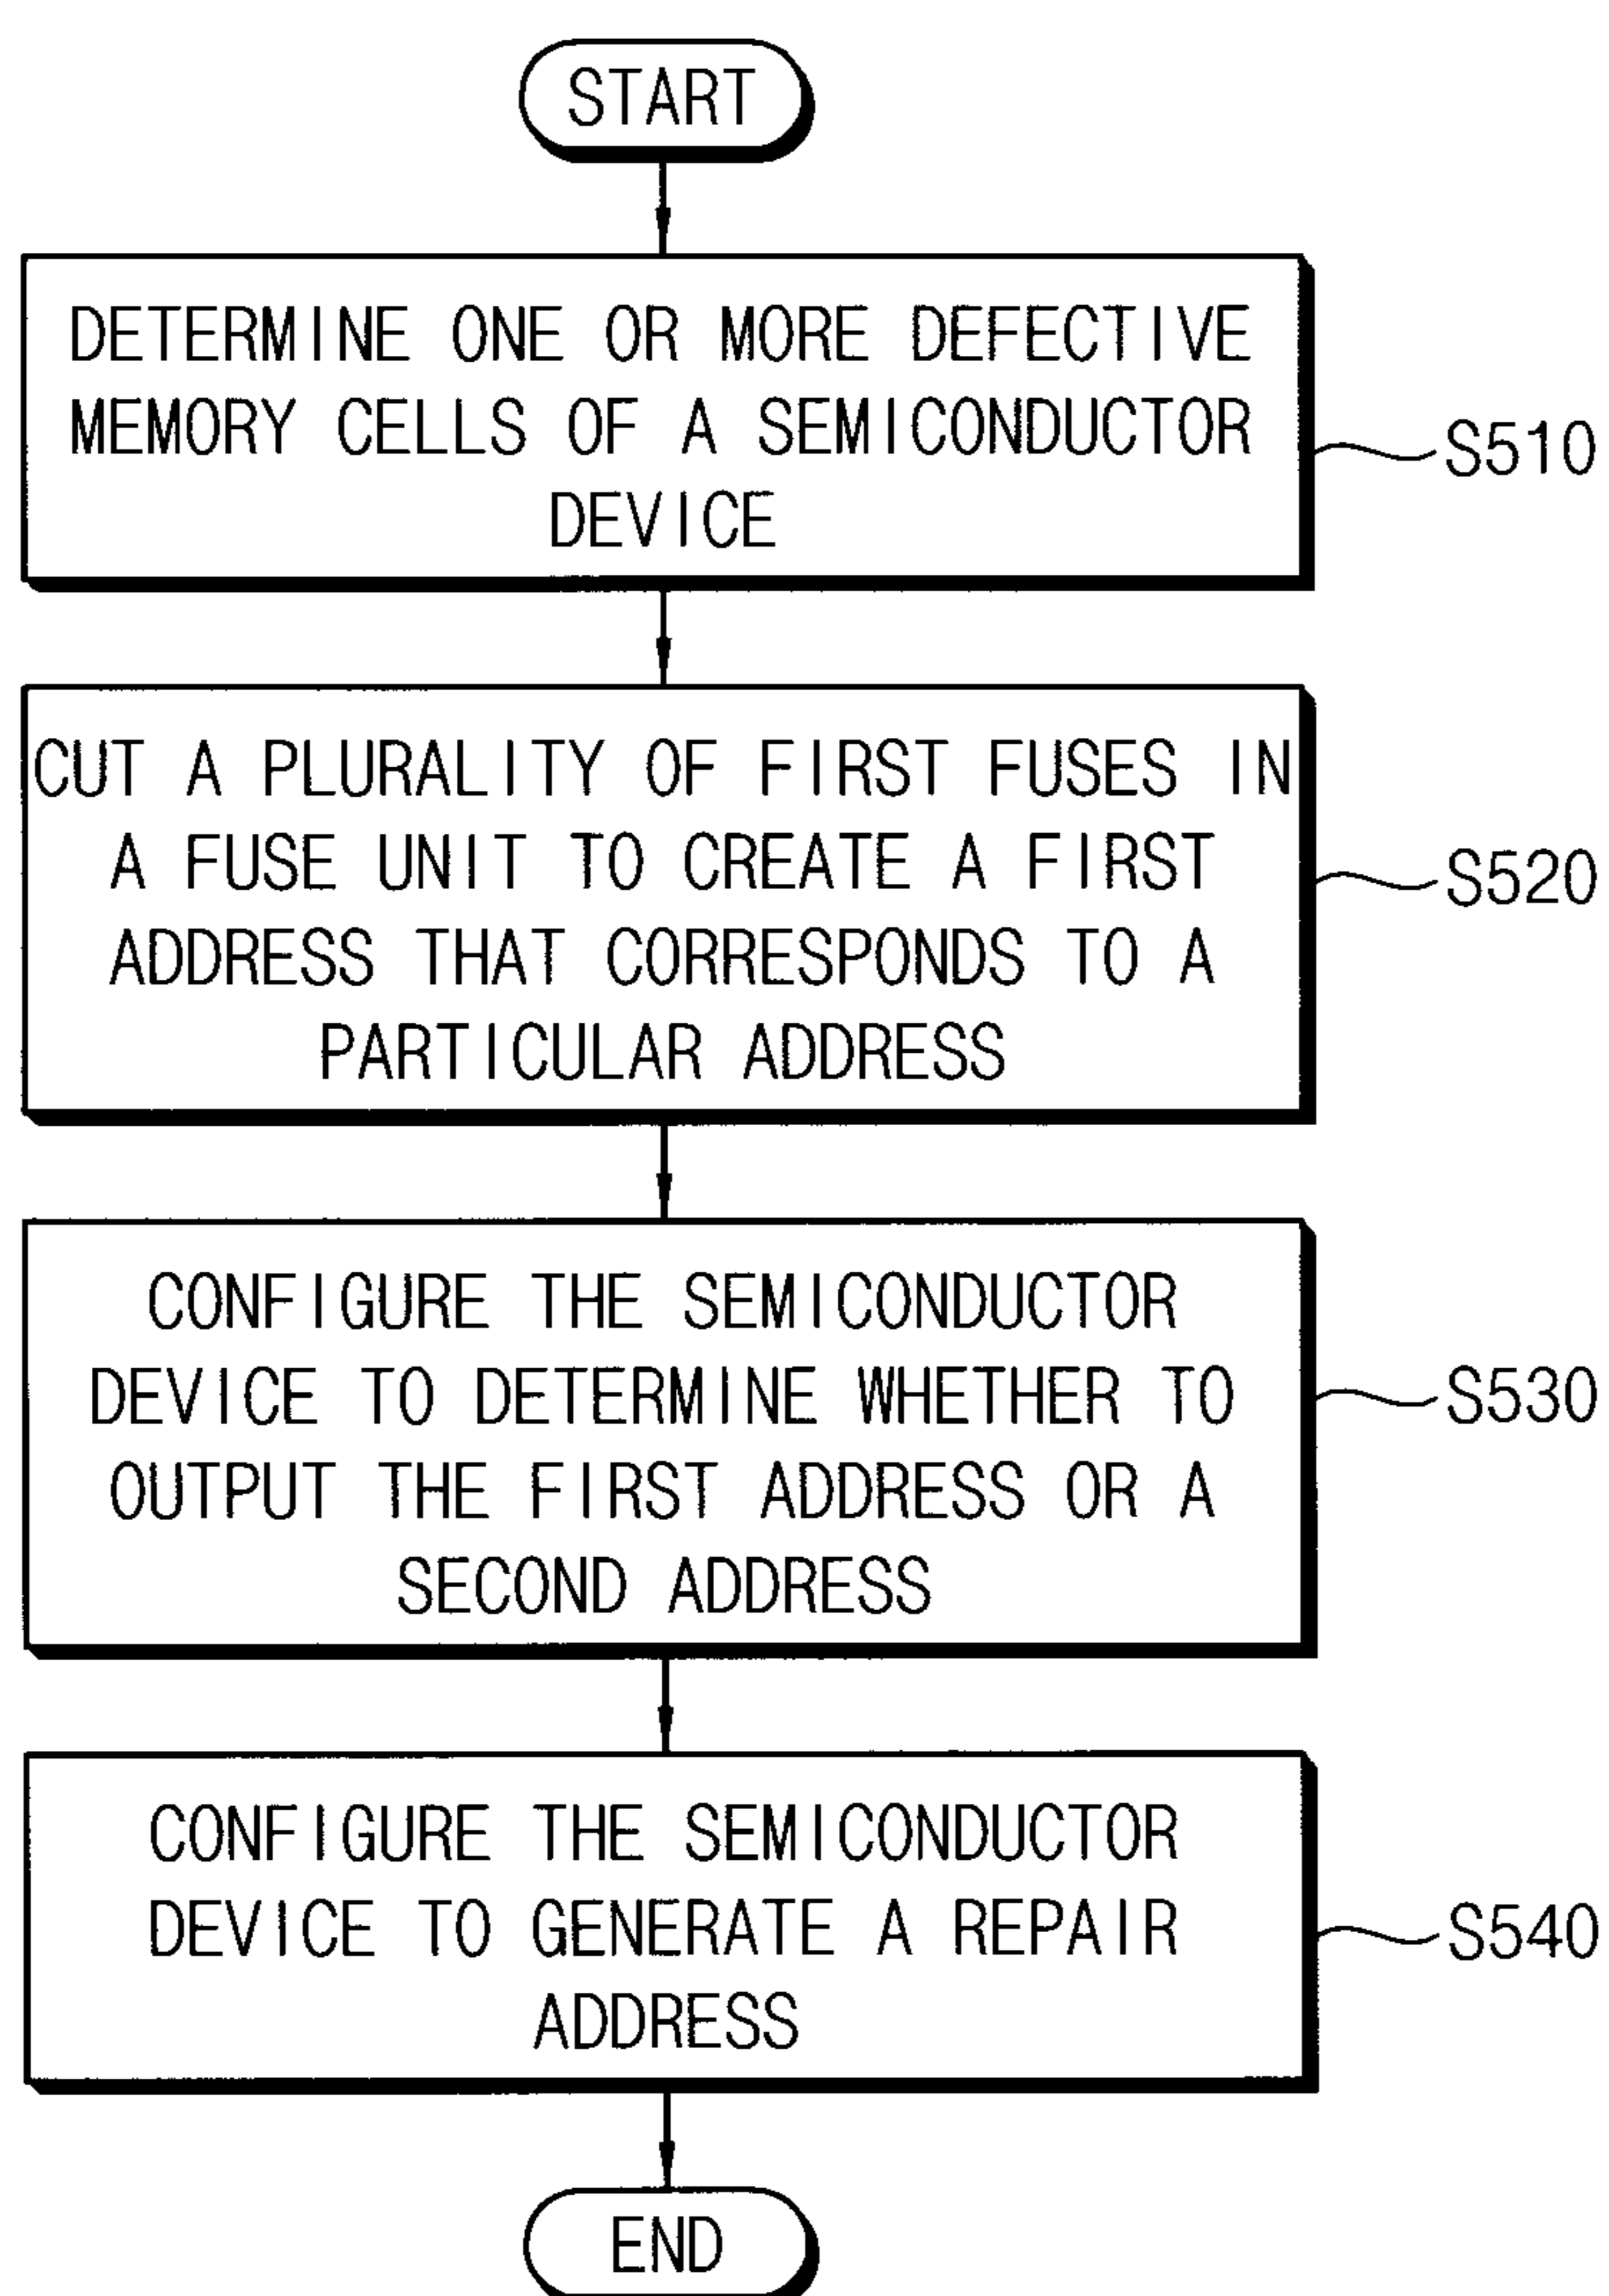 START
DETERMINE ONE OR MORE DEFECTIVE
MEMORY CELLS OF A SEMICONDUCTOR
DEVICE
S510
CUT A PLURALITY OF FIRST FUSES IN
A FUSE UNIT TO CREATE A FIRST
ADDRESS THAT CORRESPONDS TO A
PARTICULAR ADDRESS
S520
CONFIGURE THE SEMICONDUCTOR
DEVICE TO DETERMINE WHETHER TO
OUTPUT THE FIRST ADDRESS OR A
SECOND ADDRESS
S530
CONFIGURE THE SEMICONDUCTOR
DEVICE TO GENERATE A REPAIR
ADDRESS
S540
END